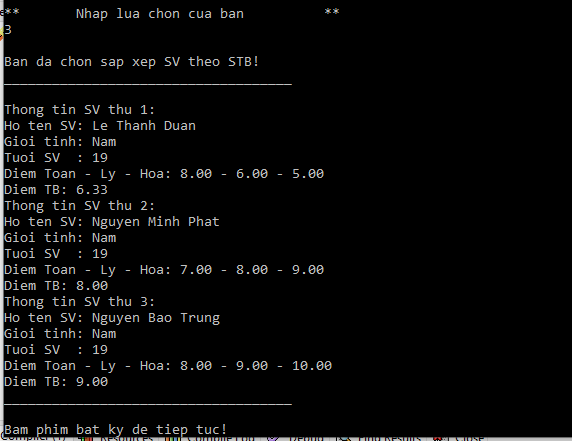 **       Nhap lua chon cua ban          **
3
Ban da chon sap xep SV theo STB!
____________________________________
Thong tin SV thu 1:
Ho ten SV: Le Thanh Duan
Gioi tinh: Nam
Tuoi SV  : 19
Diem Toan - Ly - Hoa: 8.00 - 6.00 - 5.00
Diem TB: 6.33
Thong tin SV thu 2:
Ho ten SV: Nguyen Minh Phat
Gioi tinh: Nam
Tuoi SV  : 19
Diem Toan - Ly - Hoa: 7.00 - 8.00 - 9.00
Diem TB: 8.00
Thong tin SV thu 3:
Ho ten SV: Nguyen Bao Trung
Gioi tinh: Nam
Tuoi SV  : 19
Diem Toan - Ly - Hoa: 8.00 - 9.00 - 10.00
Diem TB: 9.00
____________________________________
Bam phim bat ky de tiep tuc!